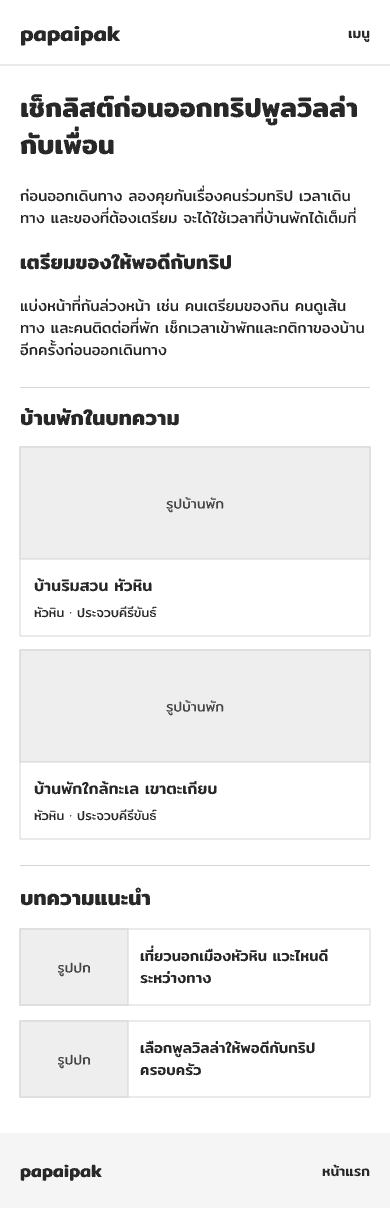 papaipak
เมนู
เช็กลิสต์ก่อนออกทริปพูลวิลล่า
กับเพื่อน
ก่อนออกเดินทาง ลองคุยกันเรื่องคนร่วมทริป เวลาเดิน
ทาง และของที่ต้องเตรียม จะได้ใช้เวลาที่บ้านพักได้เต็มที่
เตรียมของให้พอดีกับทริป
แบ่งหน้าที่กันล่วงหน้า เช่น คนเตรียมของกิน คนดูเส้น
ทาง และคนติดต่อที่พัก เช็กเวลาเข้าพักและกติกาของบ้าน
อีกครั้งก่อนออกเดินทาง
บ้านพักในบทความ
รูปบ้านพัก
บ้านริมสวน หัวหิน
หัวหิน · ประจวบคีรีขันธ์
รูปบ้านพัก
บ้านพักใกล้ทะเล เขาตะเกียบ
หัวหิน · ประจวบคีรีขันธ์
บทความแนะนำ
รูปปก
เที่ยวนอกเมืองหัวหิน แวะไหนดี
ระหว่างทาง
รูปปก
เลือกพูลวิลล่าให้พอดีกับทริป
ครอบครัว
papaipak
หน้าแรก